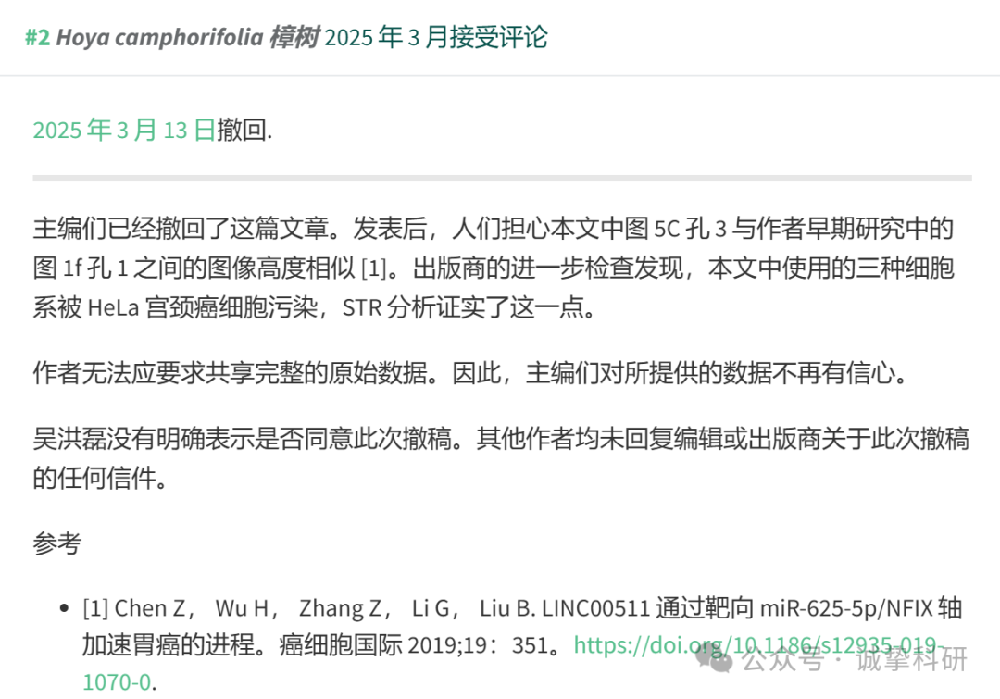 #2 Hoya camphorifolia 樟树 2025 年 3 月接受评论
2025 年 3 月 13 日撤回.
主编们已经撤回了这篇文章。发表后，人们担心本文中图 5C 孔 3 与作者早期研究中的
图 1f 孔 1 之间的图像高度相似 [1]。出版商的进一步检查发现，本文中使用的三种细胞
系被 HeLa 宫颈癌细胞污染，STR 分析证实了这一点。
作者无法应要求共享完整的原始数据。因此，主编们对所提供的数据不再有信心。
吴洪磊没有明确表示是否同意此次撤稿。其他作者均未回复编辑或出版商关于此次撤稿
的任何信件。
参考
• [1] Chen Z， Wu H， Zhang Z， Li G， Liu B. LINC00511 通过靶向 miR-625-5p/NFIX 轴
加速胃癌的进程。癌细胞国际 2019;19：351。https://doi.org/10.1186/s12935-019-
1070-0.
公众号 · 诚挚科研